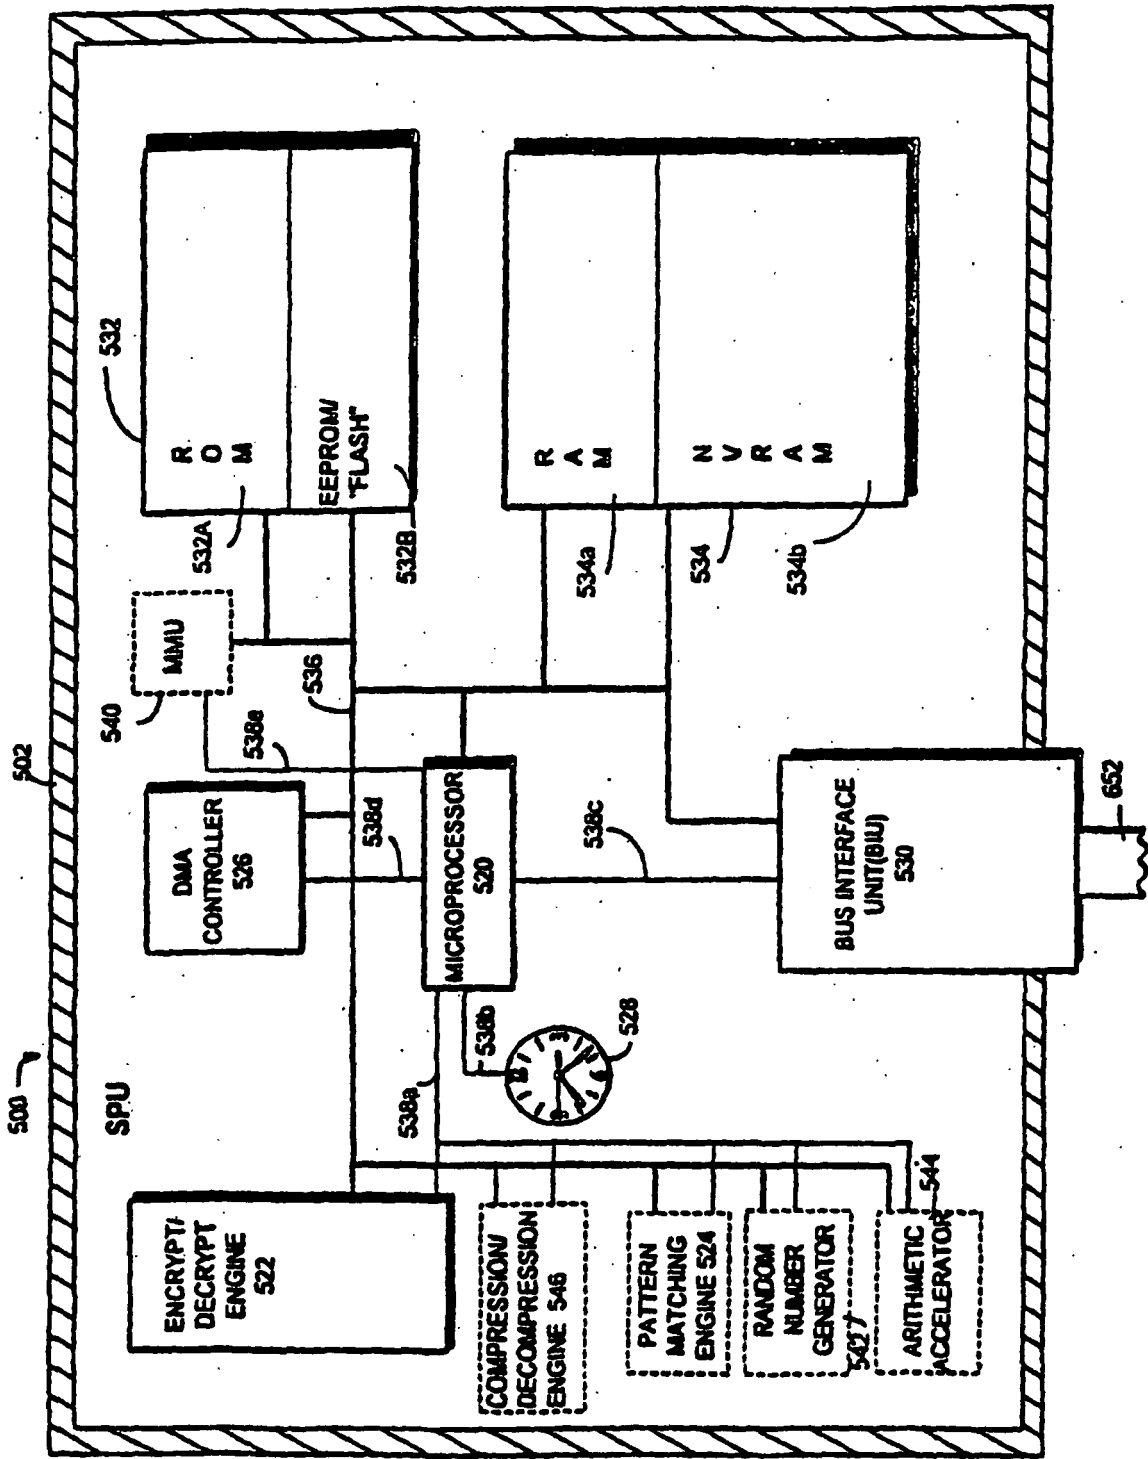 500
502
SPU
ENCRYPT/
DECRYPT
ENGINE
522
DMA
CONTROLLER
526
540
MMU
532
532A
R
O
M
538e
536
EEPROM/
"FLASH"
532B
538d
538a
538b
MICROPROCESSOR
520
528
COMPRESSION/
DECOMPRESSION
ENGINE 546
538c
534a
R
A
M
PATTERN
MATCHING
ENGINE 524
534
N
V
R
A
M
534b
RANDOM
NUMBER
GENERATOR
542
BUS INTERFACE
UNIT(BIU)
530
ARITHMETIC
ACCELERATOR
544
652